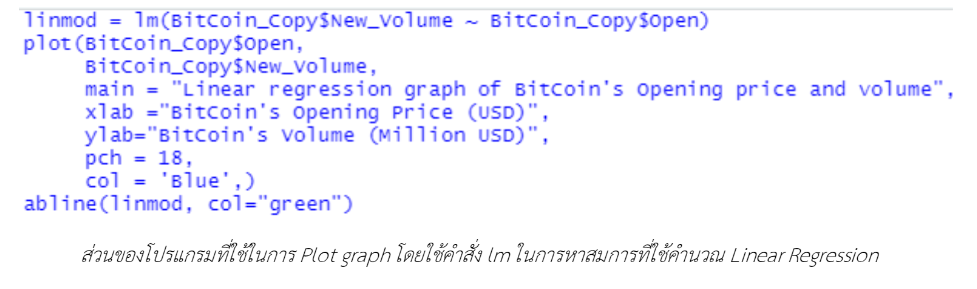 linmod = lm(BitCoin_Copy$New_Volume ~ BitCoin_Copy$Open)
plot(BitCoin_Copy$Open,
BitCoin_Copy$New_Volume,
main = "Linear regression graph of BitCoin's Opening price and volume",
xlab ="BitCoin's Opening Price (USD)",
ylab="BitCoin's Volume (Million USD)",
pch = 18,
col = 'Blue',)
abline(linmod, col="green")
ส่วนของโปรแกรมที่ใช้ในการ Plot graph โดยใช้คำสั่ง lm ในการหาสมการที่ใช้คำนวณ Linear Regression